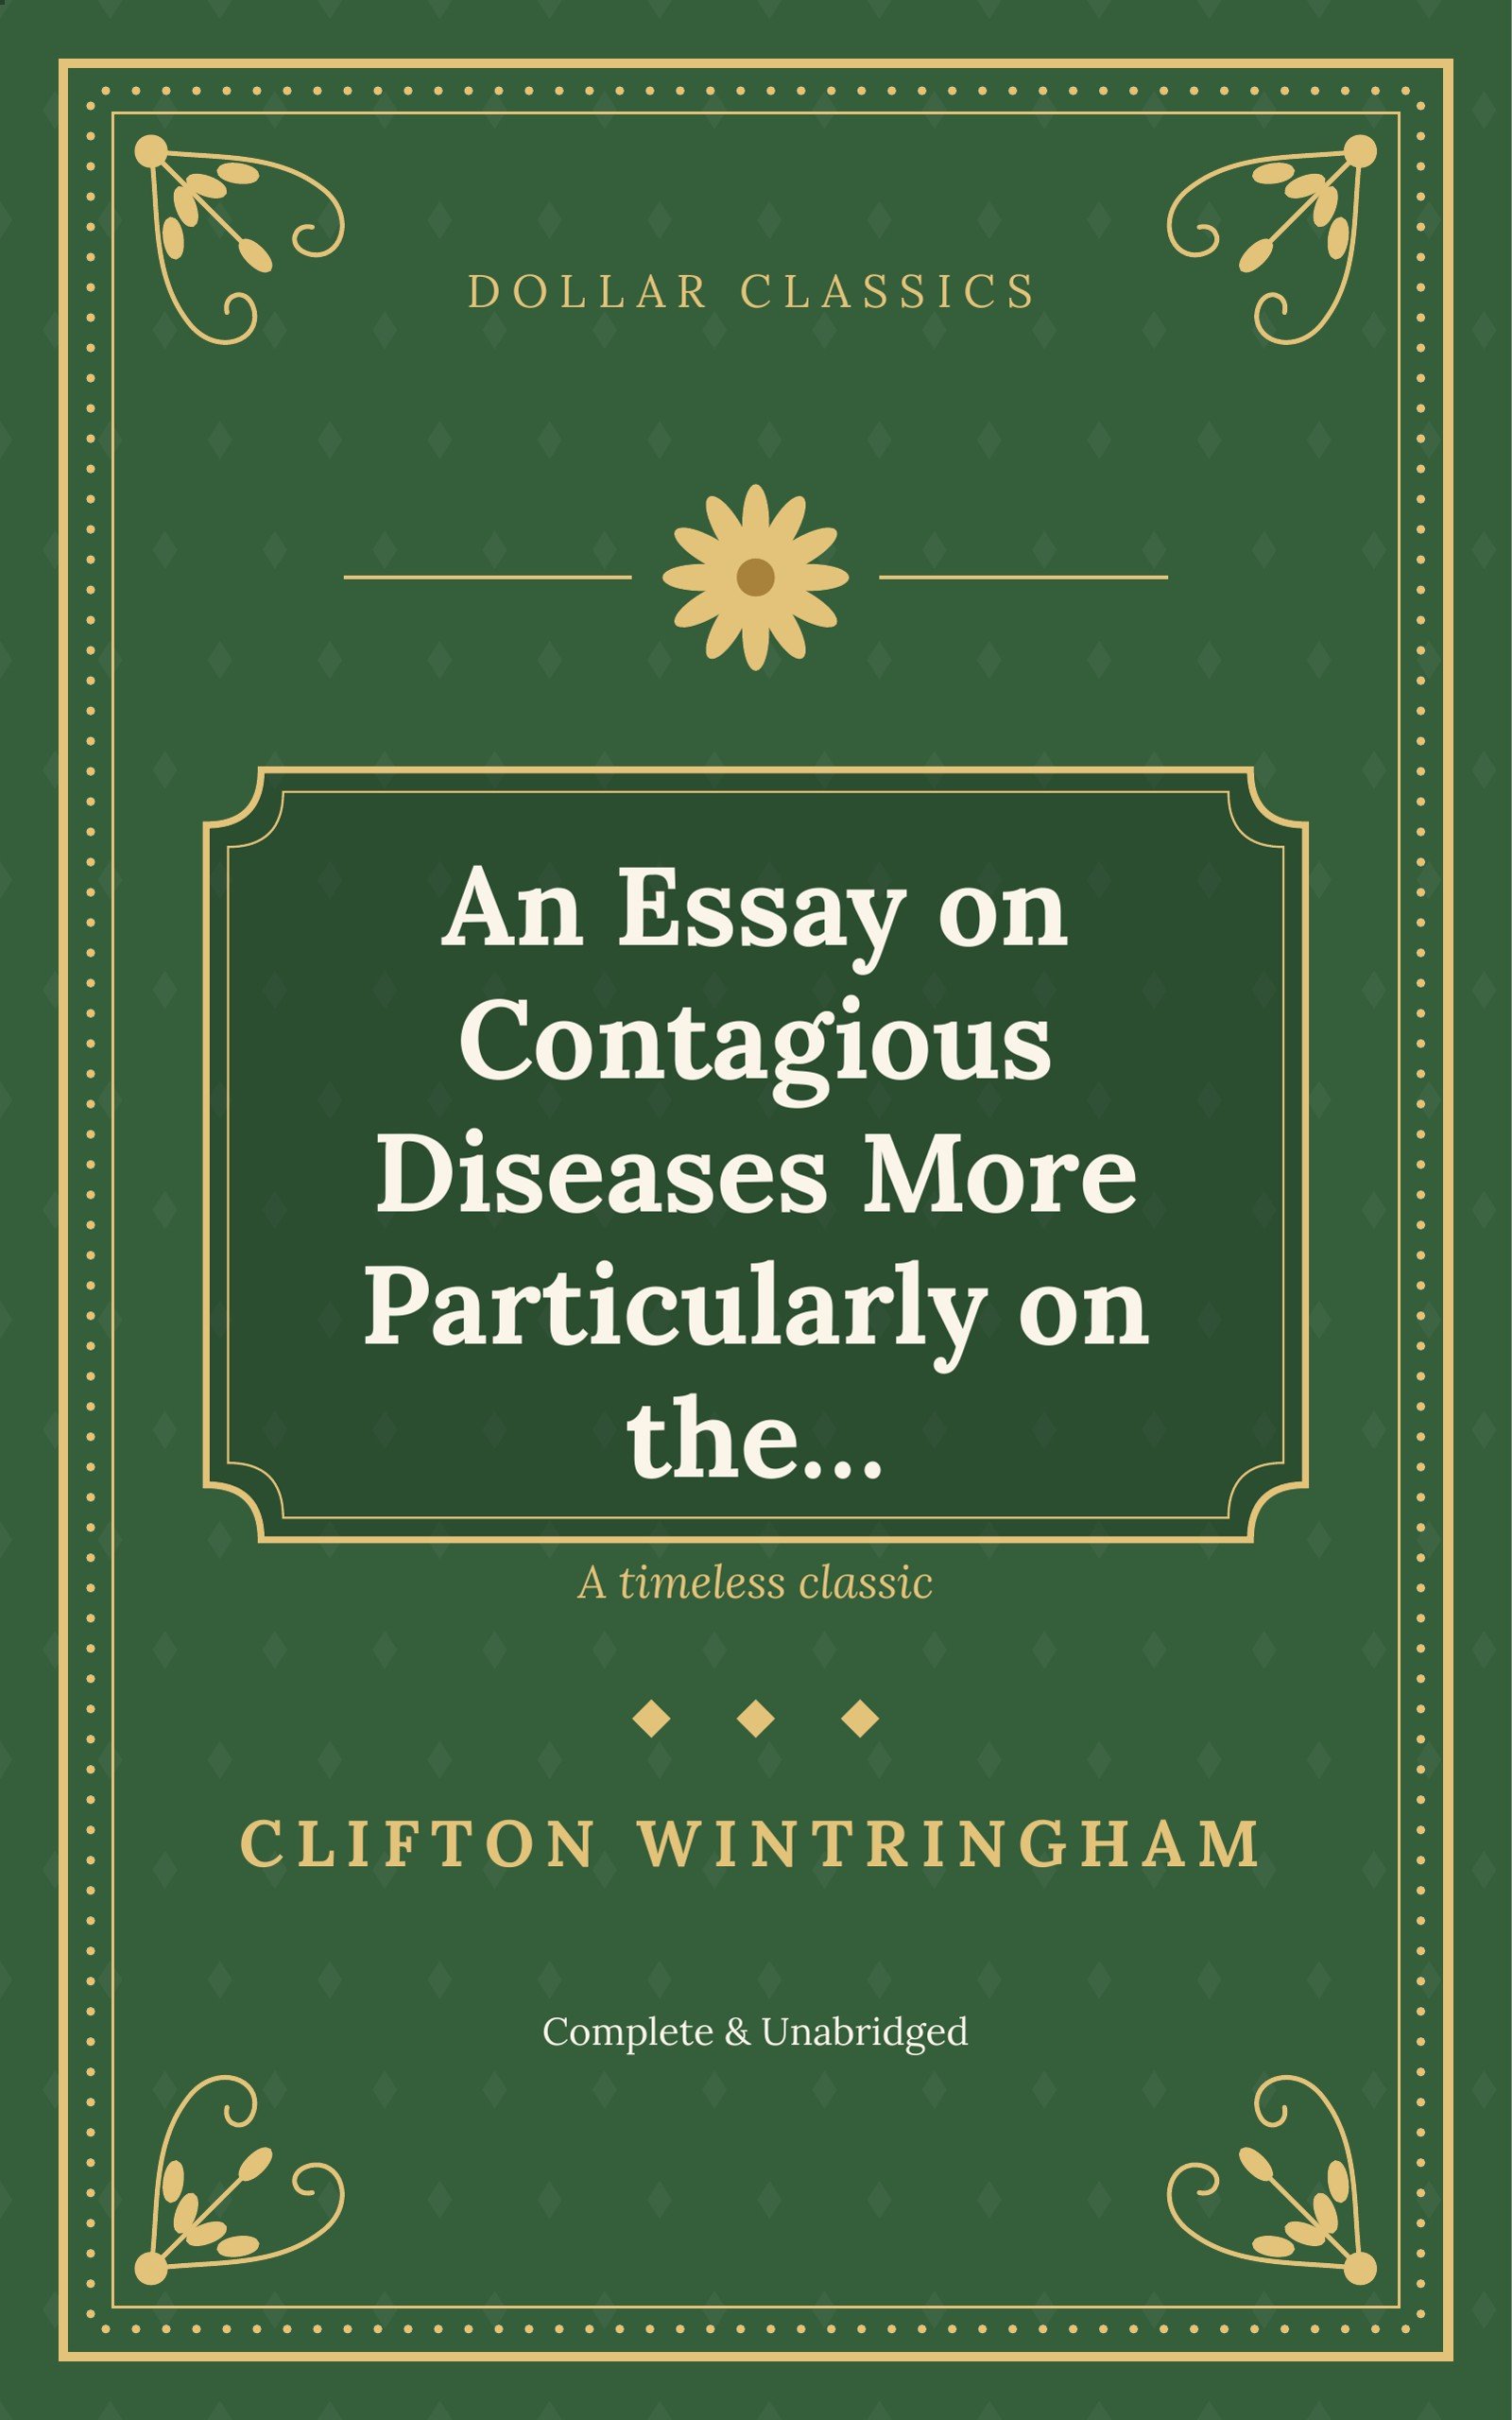 DOLLAR CLASSICS
An Essay on
Contagious
Diseases More
Particularly on
the...
A timeless classic
CLIFTON WINTRINGHAM
Complete & Unabridged